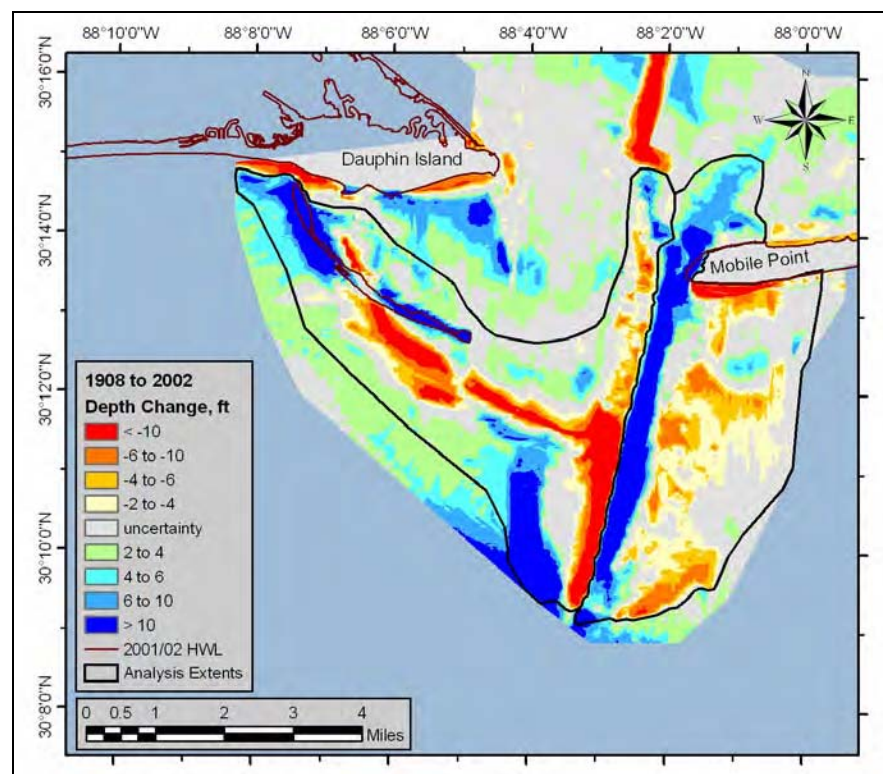 88°10'0"W 88°8'0"W 88°6'0"W 88°4'0"W 88°2'0"W 88°0'0"W
30°16'0"N
30°14'0"N
30°12'0"N
30°10'0"N
30°8'0"N
N
W E
S
Dauphin Island
Mobile Point
1908 to 2002
Depth Change, ft
< -10
-6 to -10
-4 to -6
-2 to -4
uncertainty
2 to 4
4 to 6
6 to 10
> 10
2001/02 HWL
Analysis Extents
0 0.5 1 2 3 4
Miles